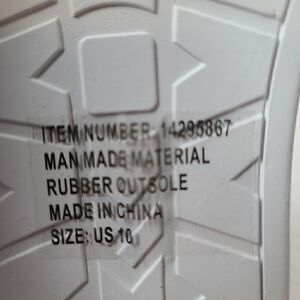 ITEM NUMBER: 14295867
MAN MADE MATERIAL
RUBBER OUTSOLE
MADE IN CHINA
SIZE: US 10